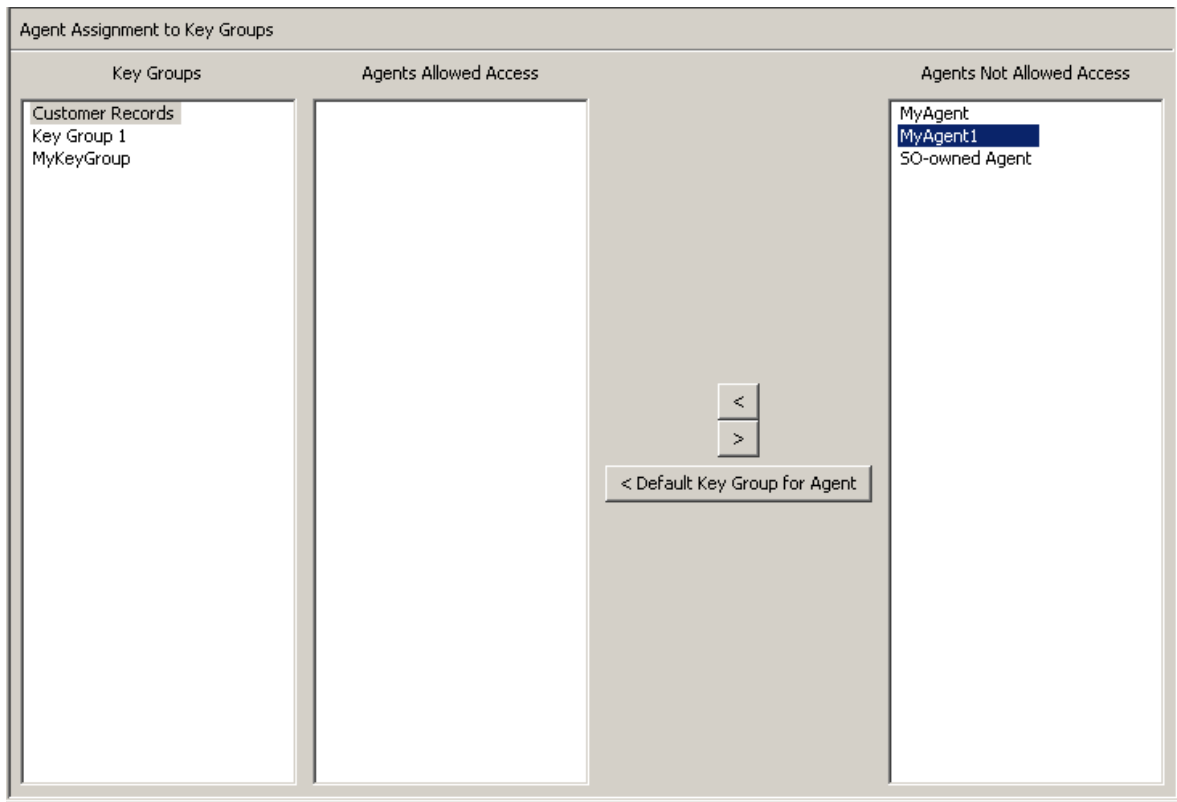 Agent Assignment to Key Groups
Key Groups
Agents Allowed Access
Agents Not Allowed Access
Customer Records
Key Group 1
MyKeyGroup
MyAgent
MyAgent1
SO-owned Agent
<
>
< Default Key Group for Agent